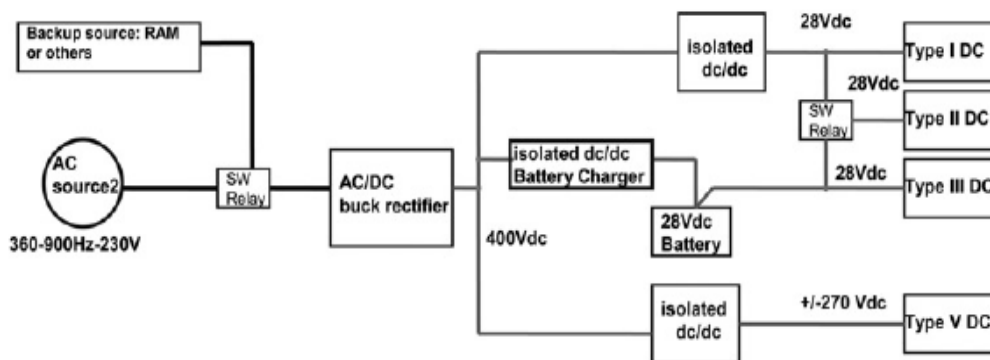 Backup source: RAM
or others
AC
source2
360-900Hz-230V
SW
Relay
AC/DC
buck rectifier
400Vdc
isolated
dc/dc
28Vdc
Type I DC
28Vdc
SW
Relay
Type II DC
isolated dc/dc
Battery Charger
28Vdc
Battery
28Vdc
Type III DC
isolated
dc/dc
+/-270 Vdc
Type V DC